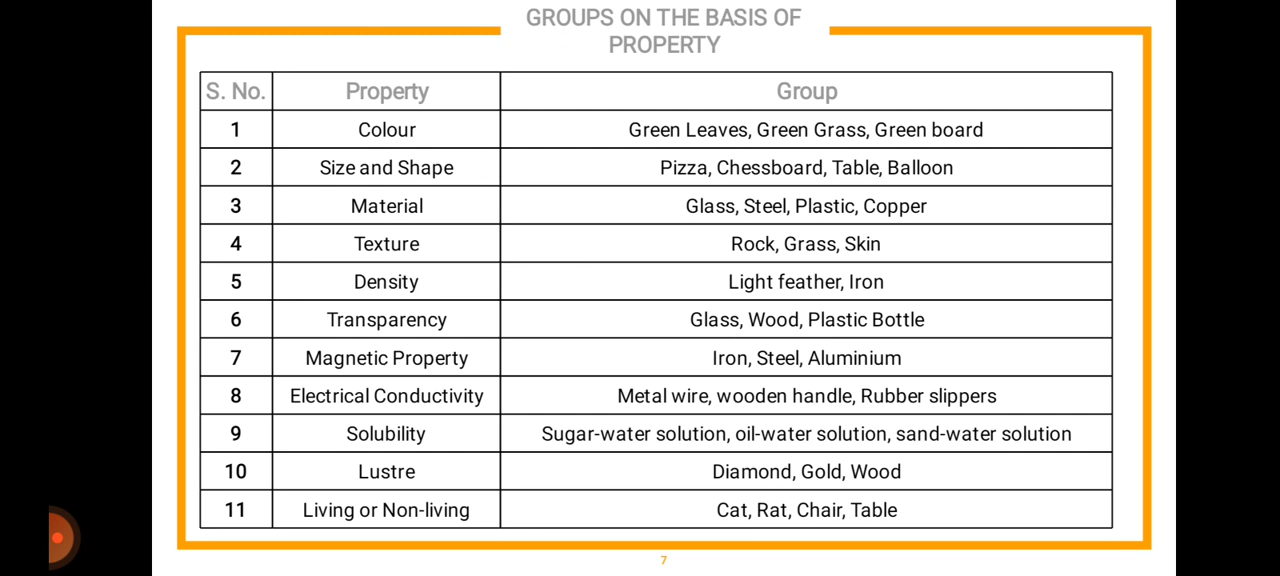 GROUPS ON THE BASIS OF
PROPERTY
S. No. Property Group
1 Colour Green Leaves, Green Grass, Green board
2 Size and Shape Pizza, Chessboard, Table, Balloon
3 Material Glass, Steel, Plastic, Copper
4 Texture Rock, Grass, Skin
5 Density Light feather, Iron
6 Transparency Glass, Wood, Plastic Bottle
7 Magnetic Property Iron, Steel, Aluminium
8 Electrical Conductivity Metal wire, wooden handle, Rubber slippers
9 Solubility Sugar-water solution, oil-water solution, sand-water solution
10 Lustre Diamond, Gold, Wood
11 Living or Non-living Cat, Rat, Chair, Table
7